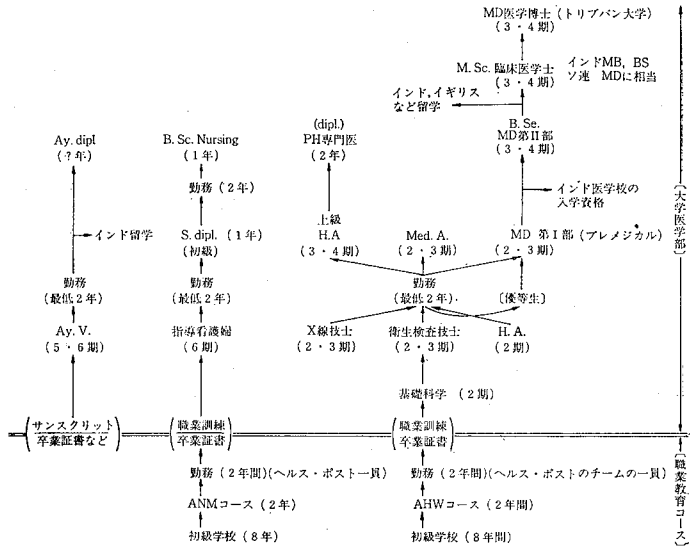 MD医学博士(トリブバン大学)
(3・4期)
M. Sc. 臨床医学士
(3・4期)
インドMB, BS
ソ連 MDに相当
インド,イギリス
など留学
B. Se.
MD第II部
(3・4期)
インド医学校の
入学資格
MD 第I部(プレメジカル)
(2・3期)
(dipl.)
PH専門医
(2年)
上級
H.A
(3・4期)
Med. A.
(2・3期)
B. Sc. Nursing
(1年)
勤務(2年)
S. dipl. (1年)
(初級)
Ay. dipl
(?年)
インド留学
勤務
(最低2年)
勤務
(最低2年)
勤務
(最低2年).
〔優等生〕
Ay. V.
(5・6期)
指導看護婦
(6期)
X線技士
(2・3期)
衛生検査技士
(2・3期)
H. A.
(2期)
基礎科学(2期)
サンスクリット
卒業証書など
職業訓練
卒業証書
職業訓練
卒業証書
勤務(2年間)(ヘルス・ポスト一員)
ANMコース(2年)
初級学校(8年)
勤務(2年間)(ヘルス・ポストのチームの一員)
AHWコース(2年間)
初級学校(8年間)
〔大学医学部〕
〔職業教育コース〕